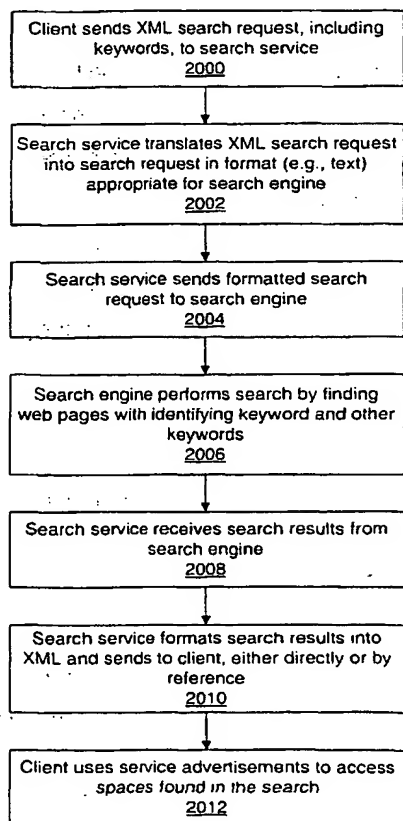 Client sends XML search request, including
keywords, to search service
2000
Search service translates XML search request
into search request in format (e.g., text)
appropriate for search engine
2002
Search service sends formatted search
request to search engine
2004
Search engine performs search by finding
web pages with identifying keyword and other
keywords
2006
Search service receives search results from
search engine
2008
Search service formats search results into
XML and sends to client, either directly or by
reference
2010
Client uses service advertisements to access
spaces found in the search
2012